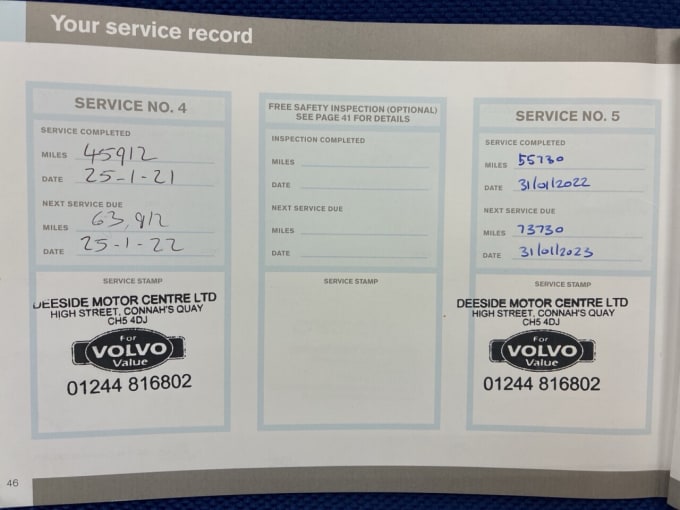 Your service record
SERVICE NO. 4
SERVICE COMPLETED
MILES 45912
DATE 25-1-21
NEXT SERVICE DUE
MILES 63,912
DATE 25-1-22
SERVICE STAMP
DEESIDE MOTOR CENTRE LTD
HIGH STREET, CONNAH'S QUAY
CH5 4DJ
For
VOLVO
Value
01244 816802
FREE SAFETY INSPECTION (OPTIONAL)
SEE PAGE 41 FOR DETAILS
INSPECTION COMPLETED
MILES
DATE
NEXT SERVICE DUE
MILES
DATE
SERVICE STAMP
SERVICE NO. 5
SERVICE COMPLETED
MILES 55730
DATE 31/01/2022
NEXT SERVICE DUE
MILES 73730
DATE 31/01/2023
SERVICE STAMP
DEESIDE MOTOR CENTRE LTD
HIGH STREET, CONNAH'S QUAY
CH5 4DJ
For
VOLVO
Value
01244 816802
46